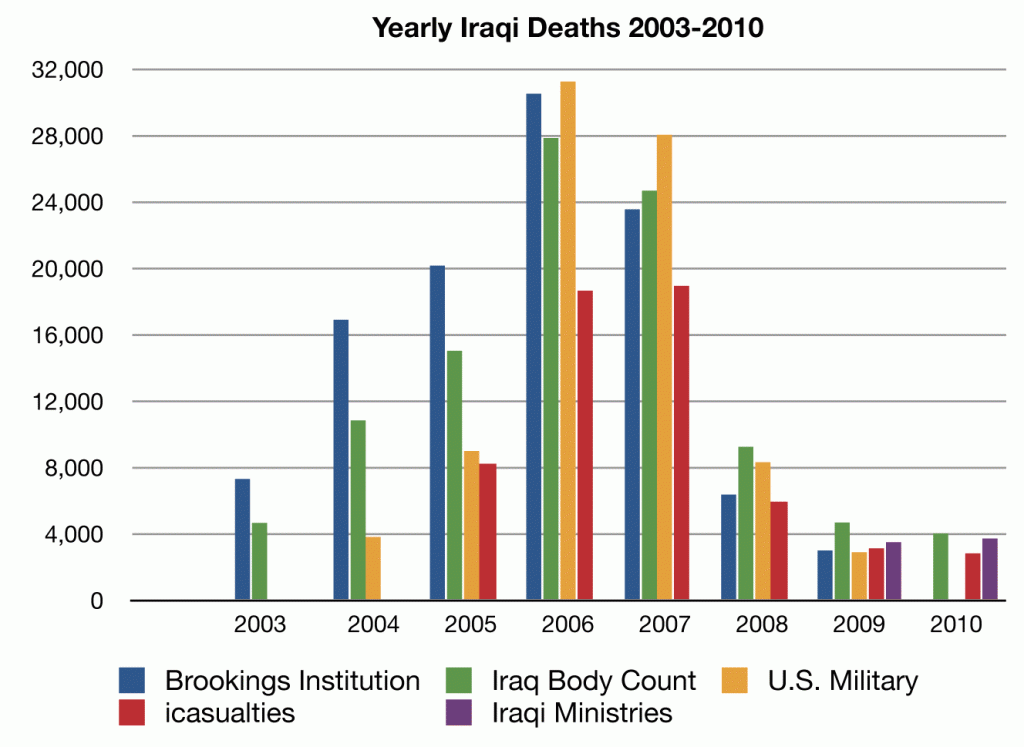 Yearly Iraqi Deaths 2003-2010
32,000
28,000
24,000
20,000
16,000
12,000
8,000
4,000
0
2003 2004 2005 2006 2007 2008 2009 2010
Brookings Institution Iraq Body Count U.S. Military
icasualties Iraqi Ministries